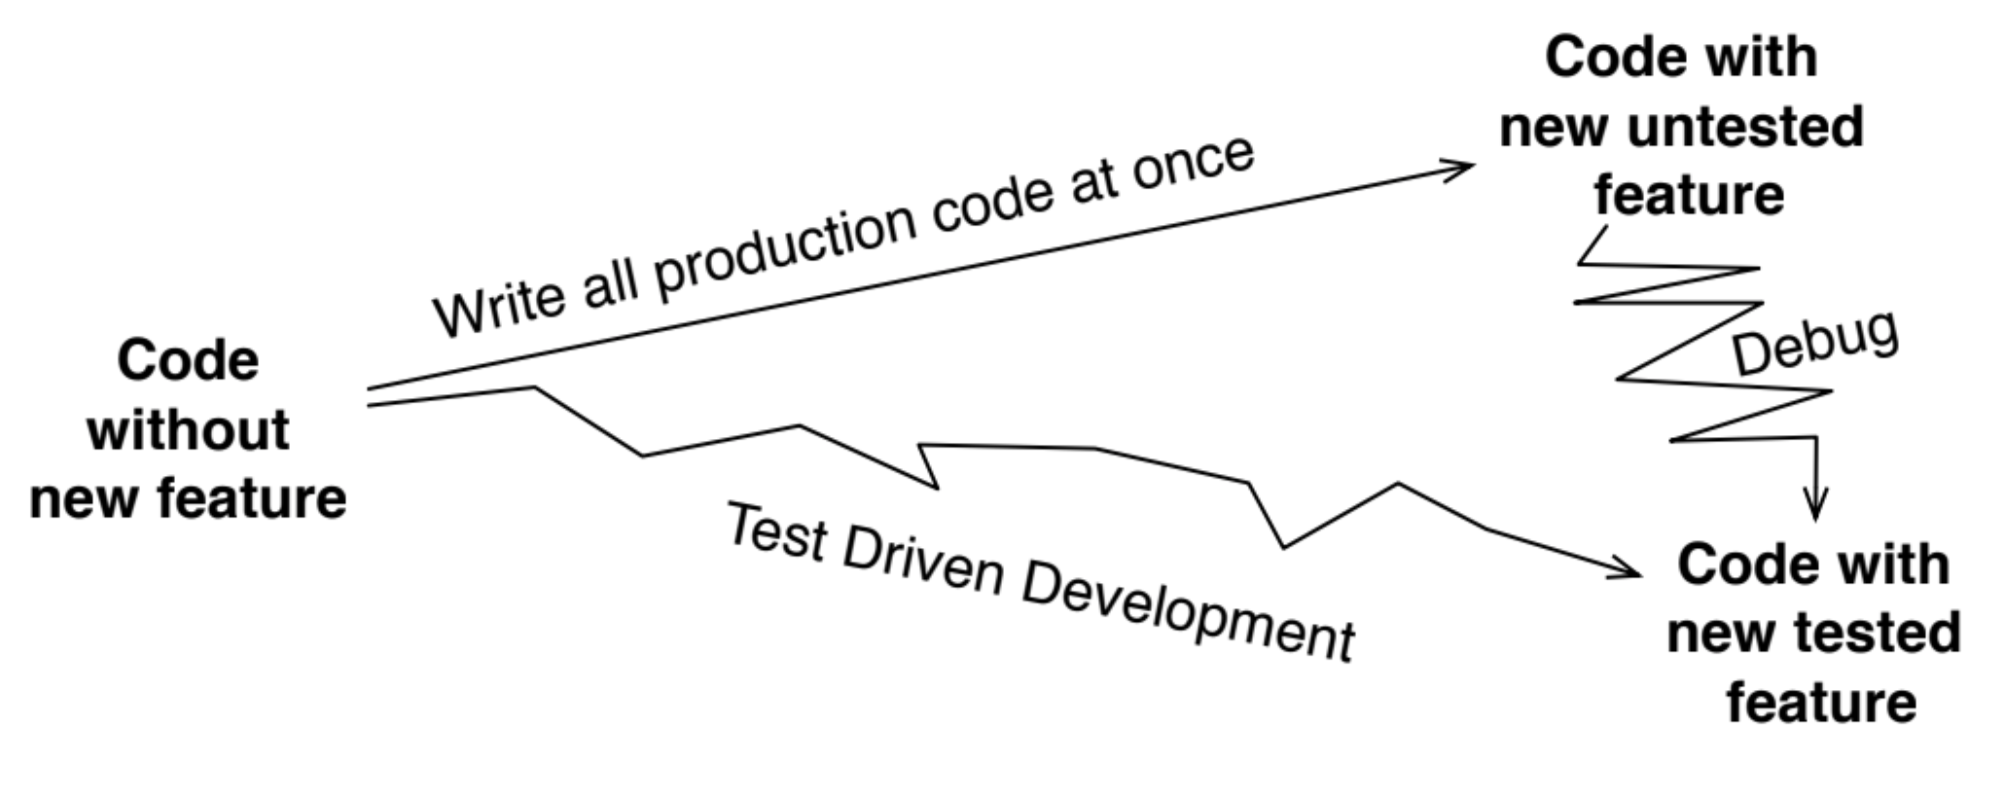 Code with
new untested
feature
Write all production code at once
Code
without
new feature
Debug
Test Driven Development
Code with
new tested
feature